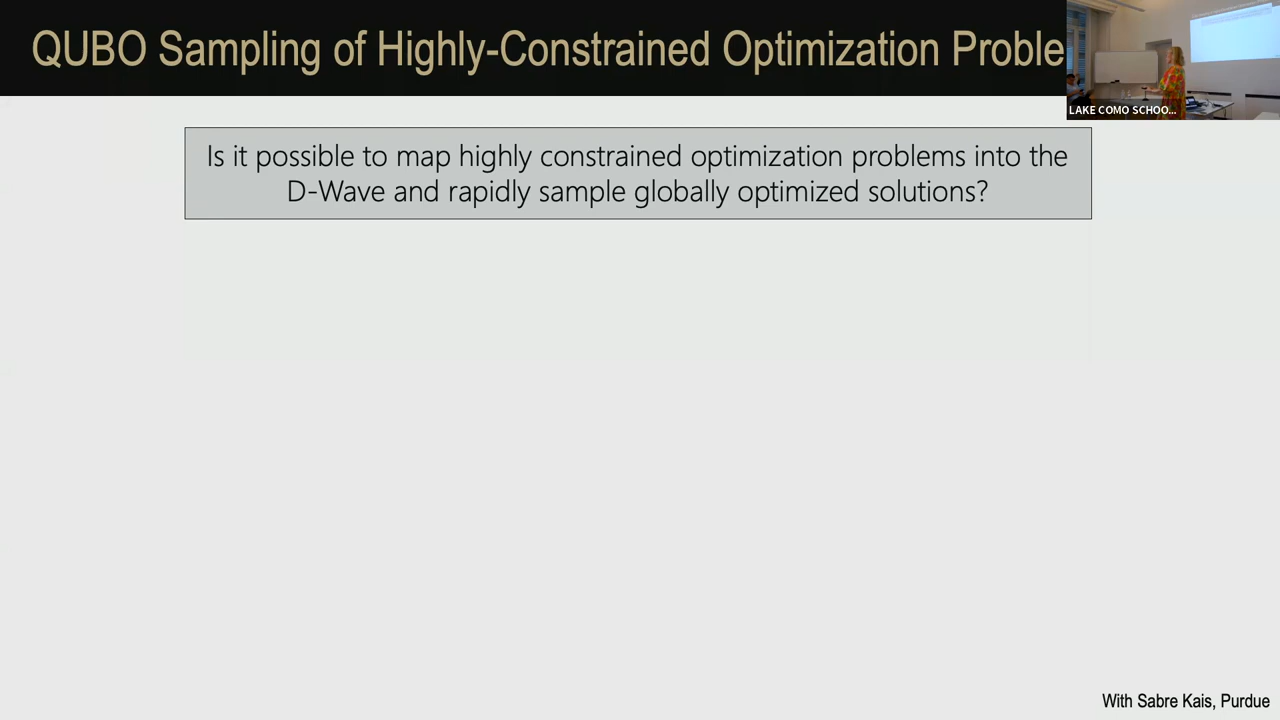 QUBO Sampling of Highly-Constrained Optimization Proble
LAKE COMO SCHOO...
Is it possible to map highly constrained optimization problems into the
D-Wave and rapidly sample globally optimized solutions?
With Sabre Kais, Purdue